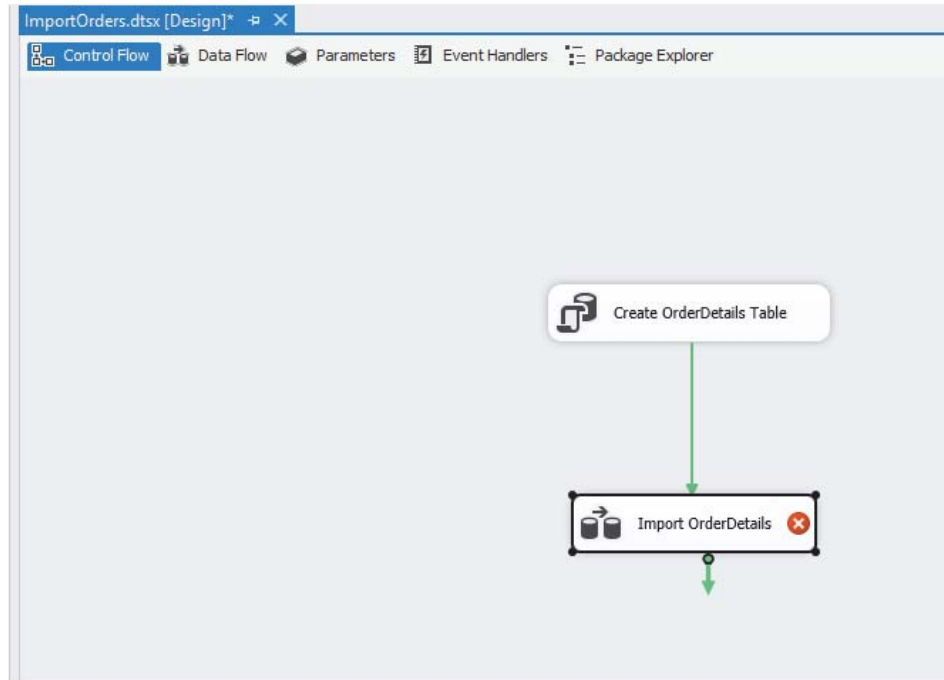 ImportOrders.dtsx [Design]*
Control Flow Data Flow Parameters Event Handlers Package Explorer
Create OrderDetails Table
Import OrderDetails